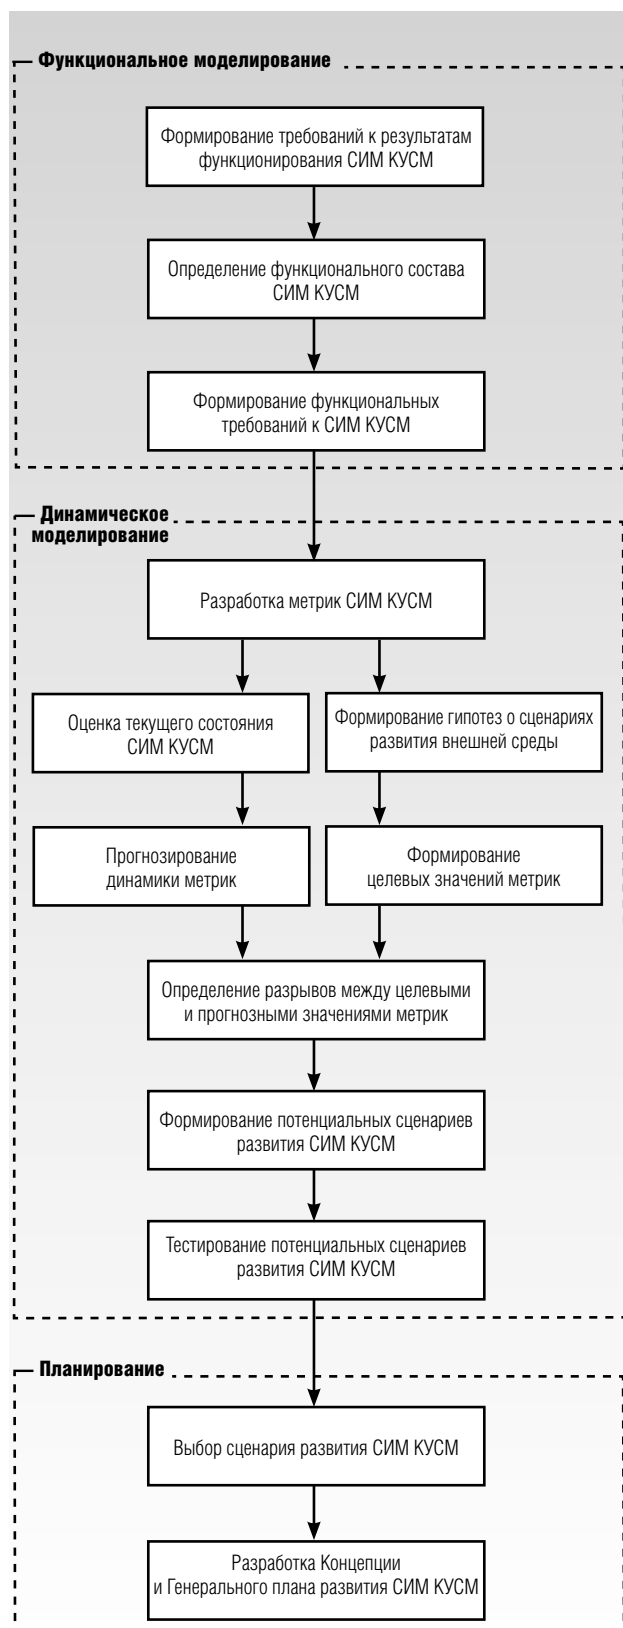 Функциональное моделирование
Формирование требований к результатам
функционирования СИМ КУСМ
Определение функционального состава
СИМ КУСМ
Формирование функциональных
требований к СИМ КУСМ
Динамическое
моделирование
Разработка метрик СИМ КУСМ
Оценка текущего состояния
СИМ КУСМ
Формирование гипотез о сценариях
развития внешней среды
Прогнозирование
динамики метрик
Формирование
целевых значений метрик
Определение разрывов между целевыми
и прогнозными значениями метрик
Формирование потенциальных сценариев
развития СИМ КУСМ
Тестирование потенциальных сценариев
развития СИМ КУСМ
Планирование
Выбор сценария развития СИМ КУСМ
Разработка Концепции
и Генерального плана развития СИМ КУСМ